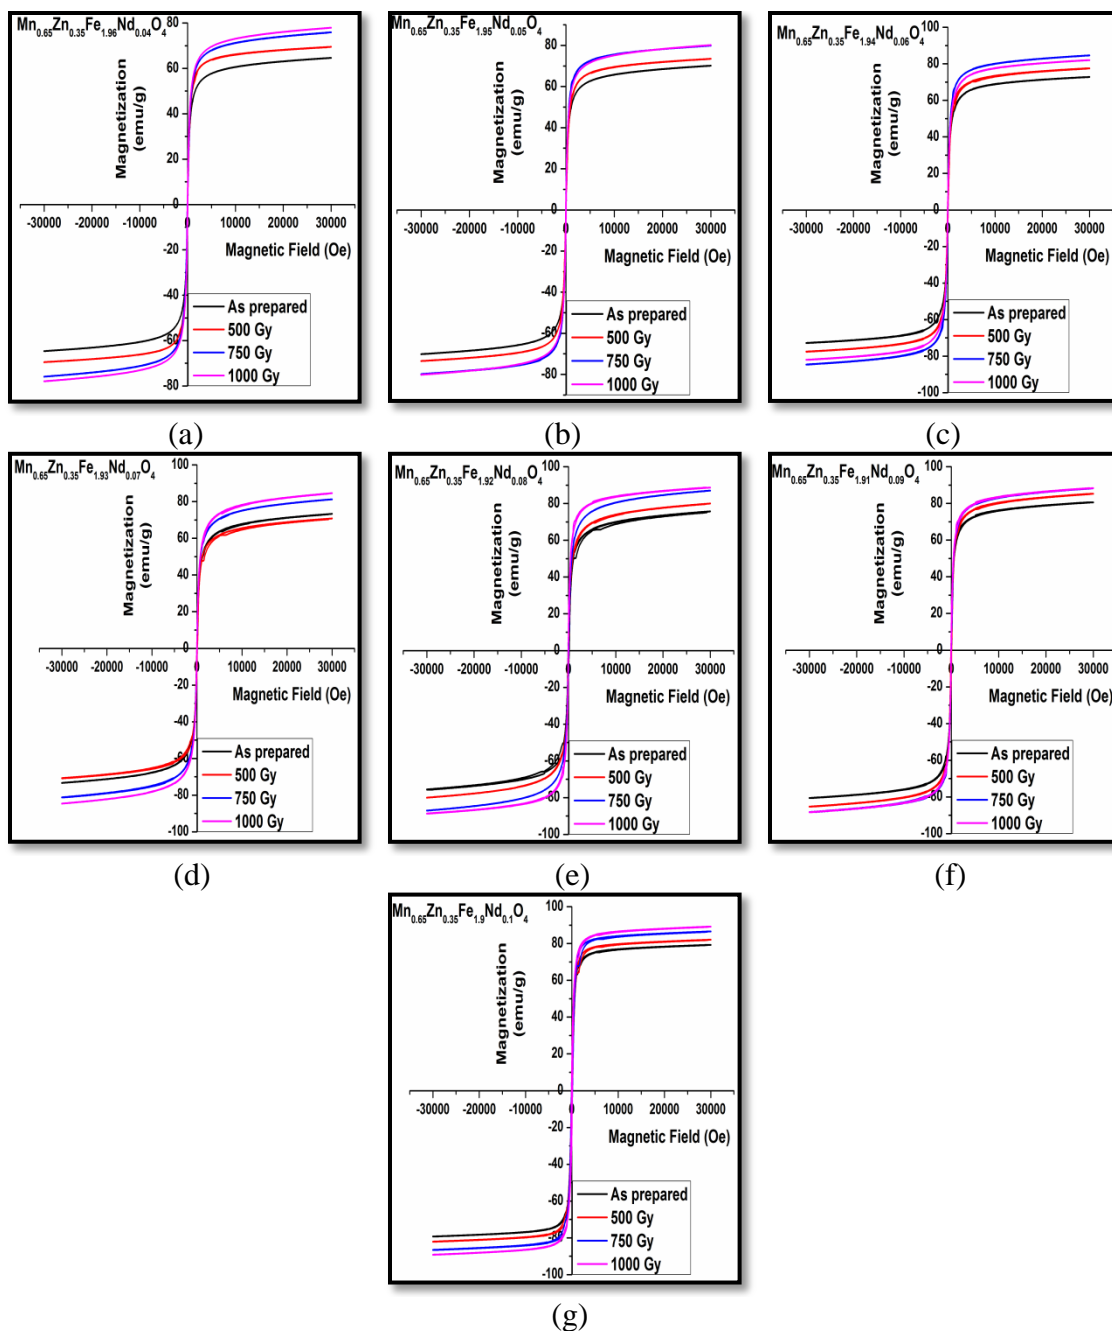 Mn0.65Zn0.35Fe1.96Nd0.04O4
Magnetization
(emu/g)
80
60
40
20
0
-20
-40
-60
-80
-30000 -20000 -10000 0 10000 20000 30000
Magnetic Field (Oe)
As prepared
500 Gy
750 Gy
1000 Gy
(a)
Mn0.65Zn0.35Fe1.95Nd0.05O4
Magnetization
(emu/g)
80
60
40
20
0
-20
-40
-60
-80
-30000 -20000 -10000 0 10000 20000 30000
Magnetic Field (Oe)
As prepared
500 Gy
750 Gy
1000 Gy
(b)
Mn0.65Zn0.35Fe1.94Nd0.06O4
Magnetization
(emu/g)
100
80
60
40
20
0
-20
-40
-60
-80
-100
-30000 -20000 -10000 0 10000 20000 30000
Magnetic Field (Oe)
As prepared
500 Gy
750 Gy
1000 Gy
(c)
Mn0.65Zn0.35Fe1.93Nd0.07O4
Magnetization
(emu/g)
100
80
60
40
20
0
-20
-40
-60
-80
-100
-30000 -20000 -10000 0 10000 20000 30000
Magnetic Field (Oe)
As prepared
500 Gy
750 Gy
1000 Gy
(d)
Mn0.65Zn0.35Fe1.92Nd0.08O4
Magnetization
(emu/g)
100
80
60
40
20
0
-20
-40
-60
-80
-100
-30000 -20000 -10000 0 10000 20000 30000
Magnetic Field (Oe)
As prepared
500 Gy
750 Gy
1000 Gy
(e)
Mn0.65Zn0.35Fe1.91Nd0.09O4
Magnetization
(emu/g)
100
80
60
40
20
0
-20
-40
-60
-80
-100
-30000 -20000 -10000 0 10000 20000 30000
Magnetic Field (Oe)
As prepared
500 Gy
750 Gy
1000 Gy
(f)
Mn0.65Zn0.35Fe1.9Nd0.1O4
Magnetization
(emu/g)
100
80
60
40
20
0
-20
-40
-60
-80
-100
-30000 -20000 -10000 0 10000 20000 30000
Magnetic Field (Oe)
As prepared
500 Gy
750 Gy
1000 Gy
(g)